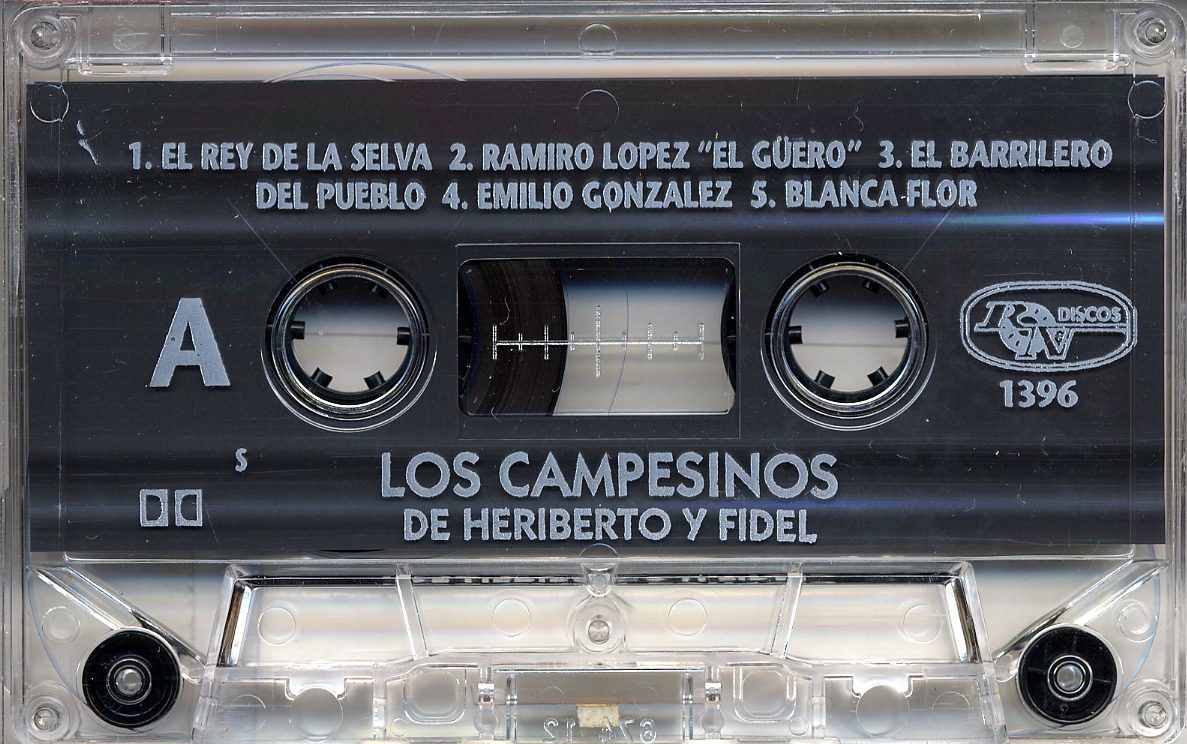 1. EL REY DE LA SELVA 2. RAMIRO LOPEZ "EL GÜERO" 3. EL BARRILERO
DEL PUEBLO 4. EMILIO GONZALEZ 5. BLANCA FLOR
A
DISCOS
1396
S
LOS CAMPESINOS
DE HERIBERTO Y FIDEL